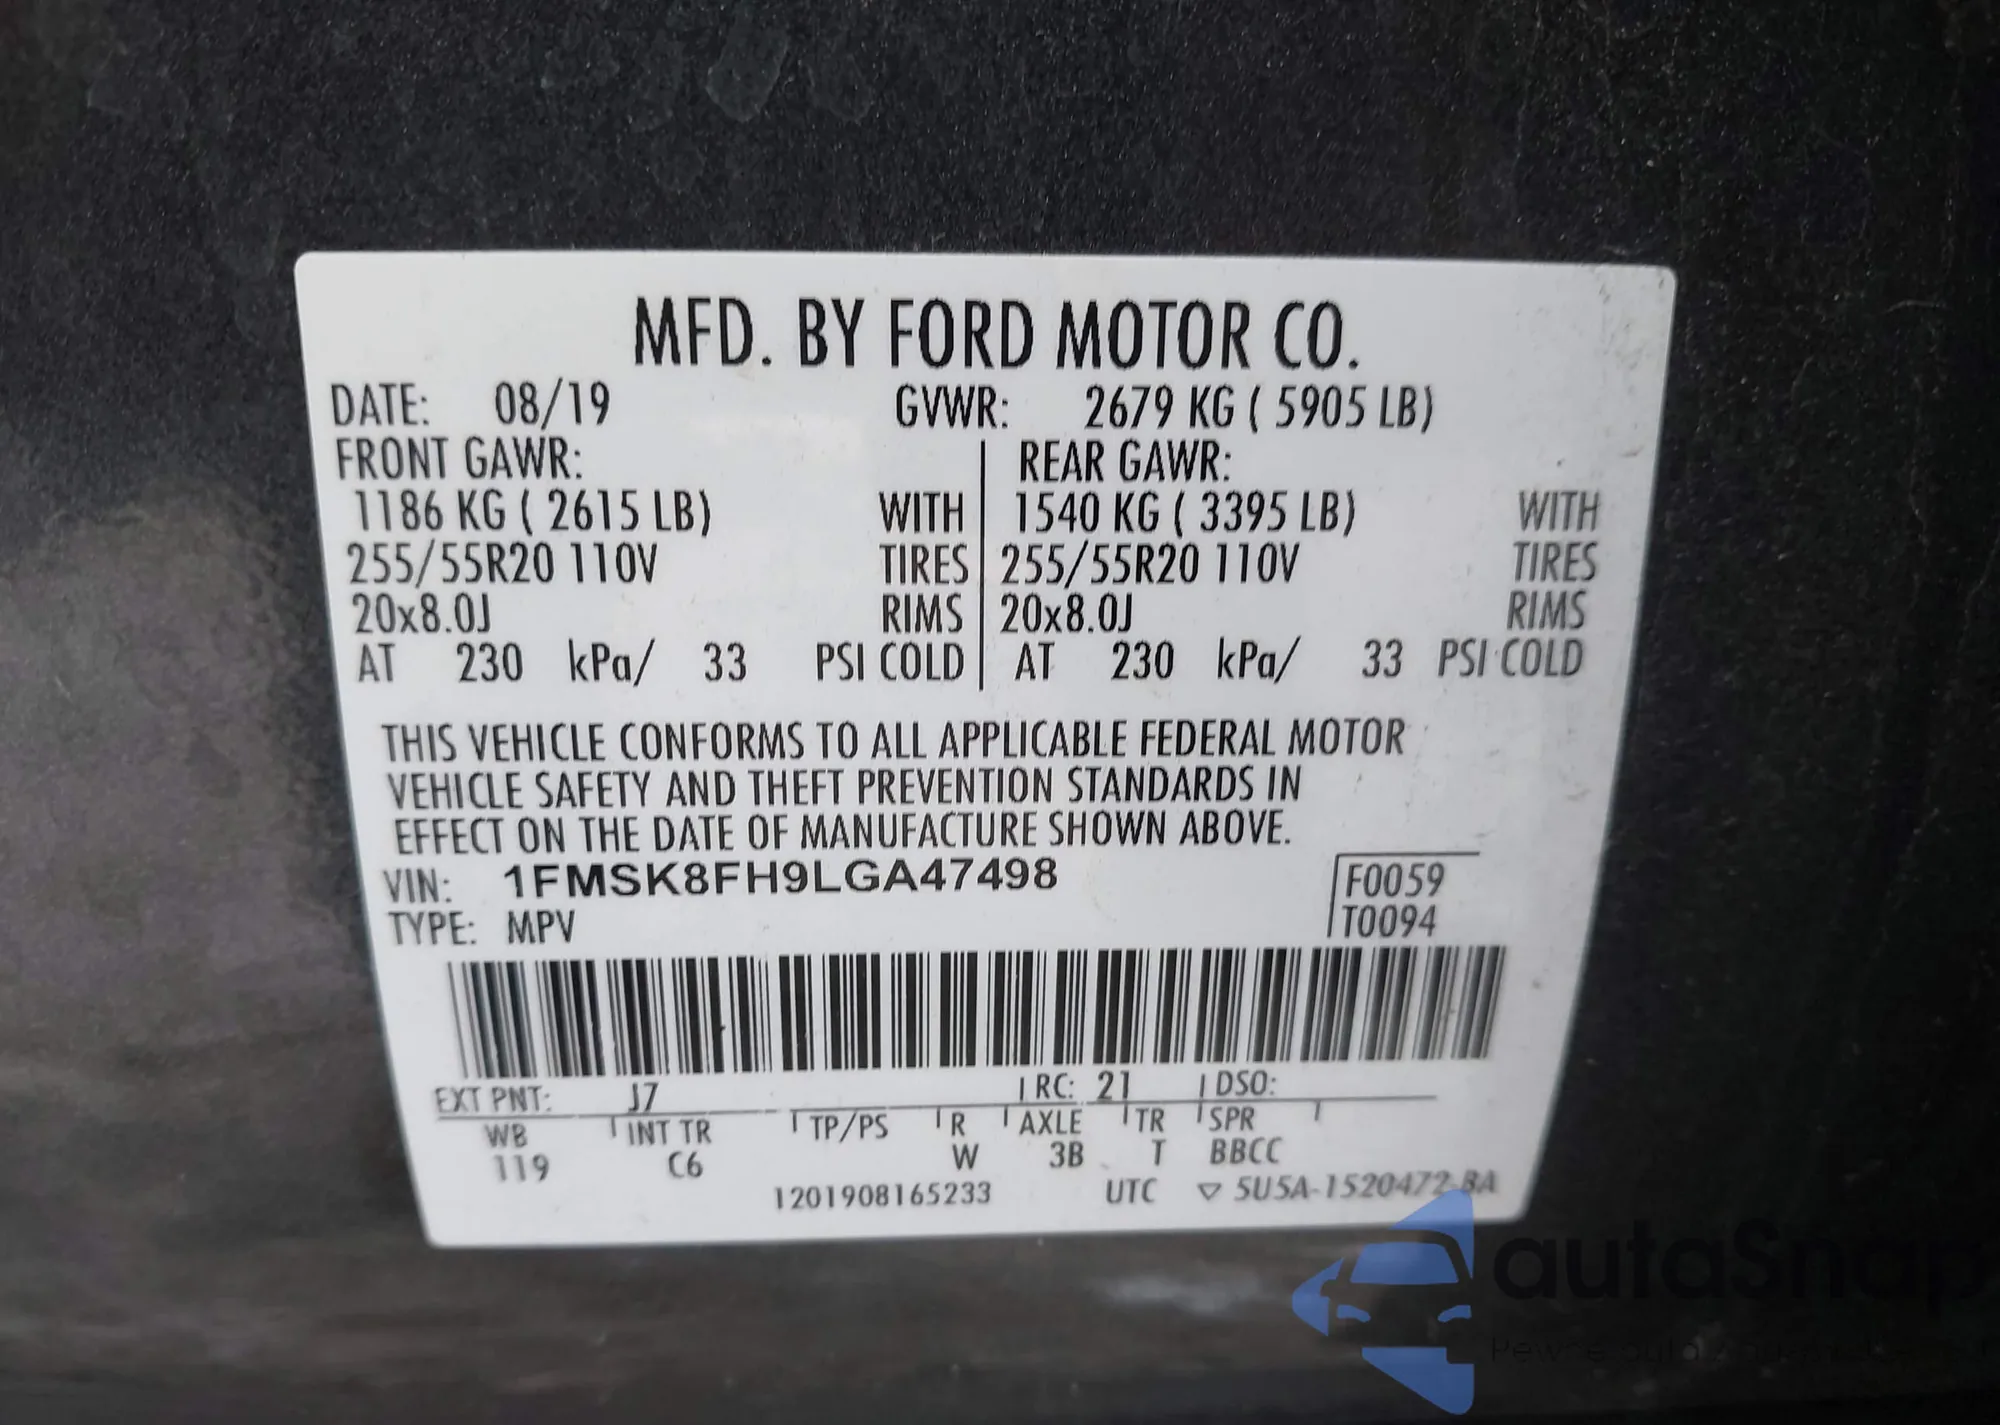 MFD. BY FORD MOTOR CO.
DATE: 08/19 GVWR: 2679 KG ( 5905 LB)
FRONT GAWR: REAR GAWR:
1186 KG ( 2615 LB) WITH 1540 KG ( 3395 LB) WITH
255/55R20 110V TIRES 255/55R20 110V TIRES
20x8.0J RIMS 20x8.0J RIMS
AT 230 kPa/ 33 PSI COLD AT 230 kPa/ 33 PSI COLD
THIS VEHICLE CONFORMS TO ALL APPLICABLE FEDERAL MOTOR
VEHICLE SAFETY AND THEFT PREVENTION STANDARDS IN
EFFECT ON THE DATE OF MANUFACTURE SHOWN ABOVE.
VIN: 1FMSK8FH9LGA47498 F0059
TYPE: MPV T0094
EXT PNT: J7 RC: 21 DSO:
WB INT TR TP/PS R AXLE TR SPR
119 C6 W 3B T BBCC
1201908165233 UTC ▽ 5U5A-1520472-BA
autaSnap